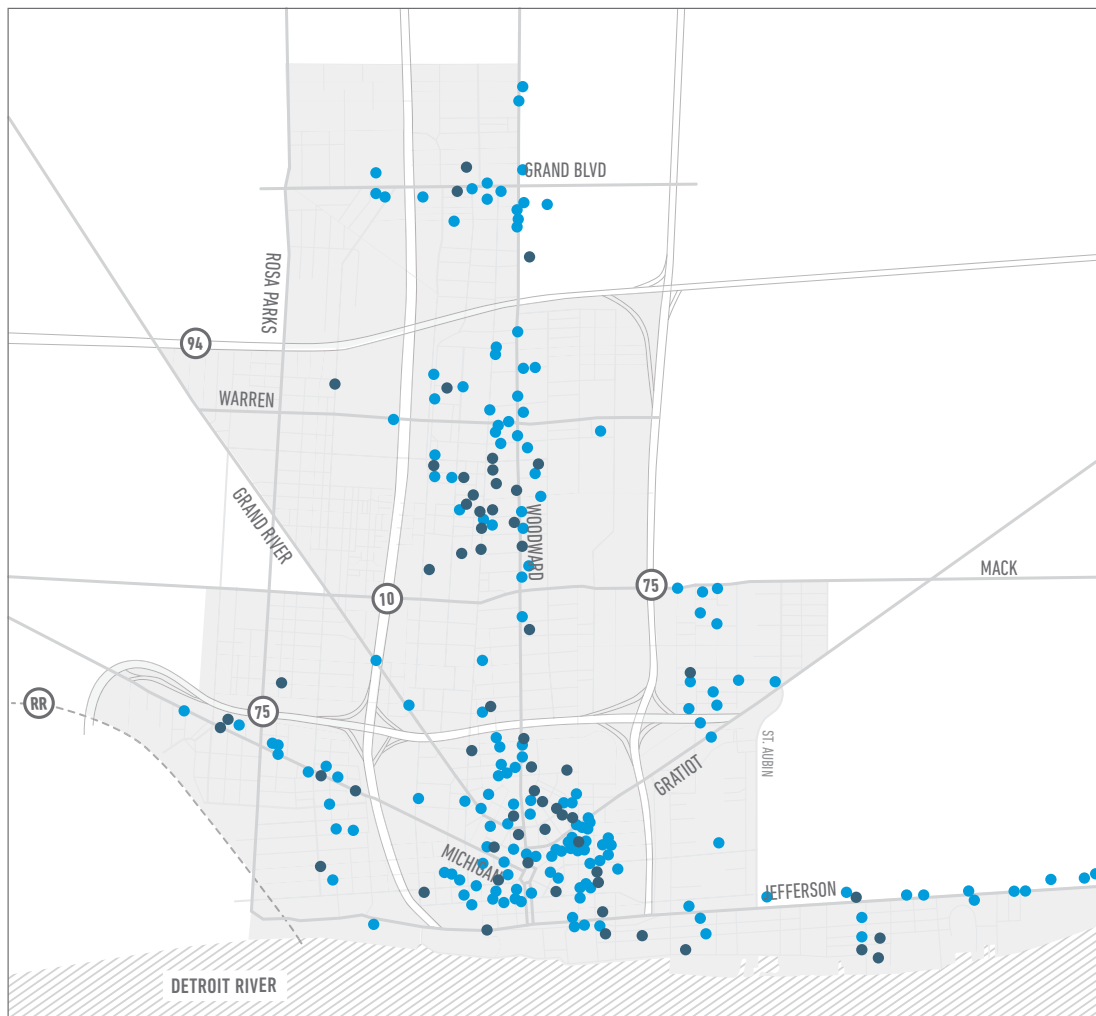 GRAND BLVD
ROSA PARKS
94
WARREN
GRAND RIVER
WOODWARD
MACK
75
10
RR
75
ST. AUBIN
GRATIOT
MICHIGAN
JEFFERSON
DETROIT RIVER